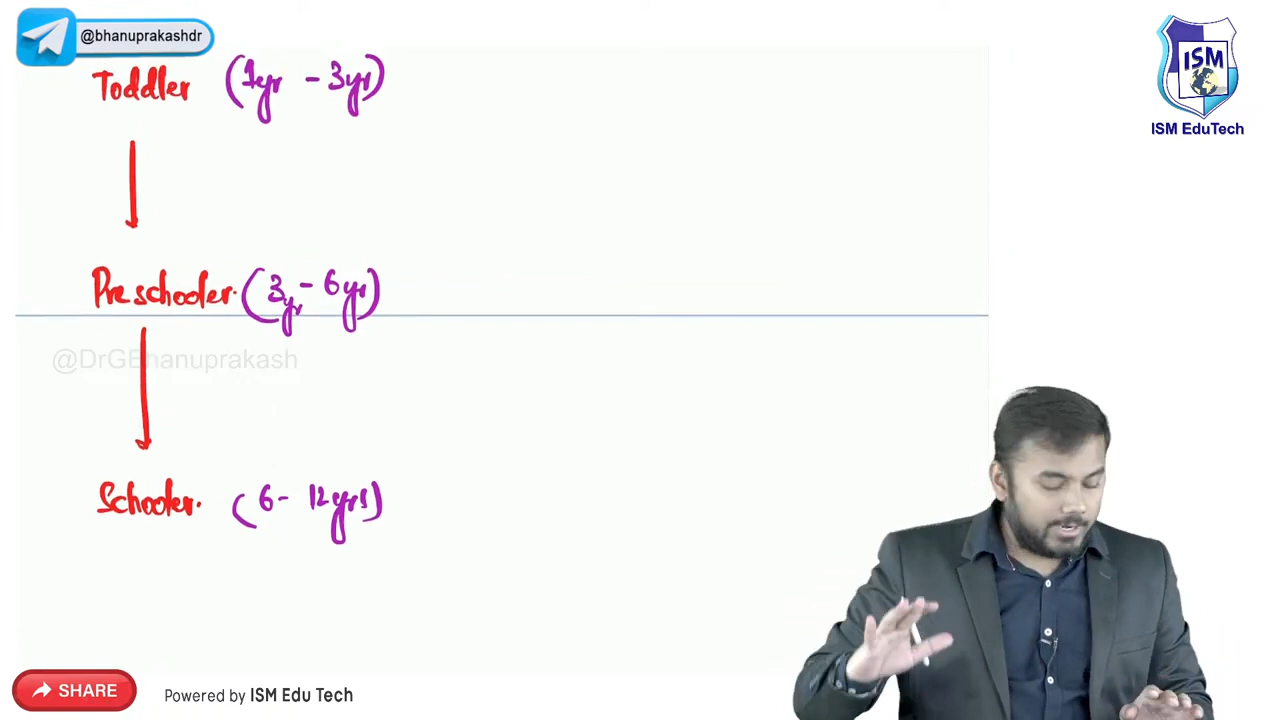 @bhanuprakashdr
ISM
ISM EduTech
Toddler (1yr - 3yr)
Preschooler. (3yr - 6yr)
@DrGBhanuprakash
Schooler. (6 - 12yrs)
SHARE
Powered by ISM Edu Tech